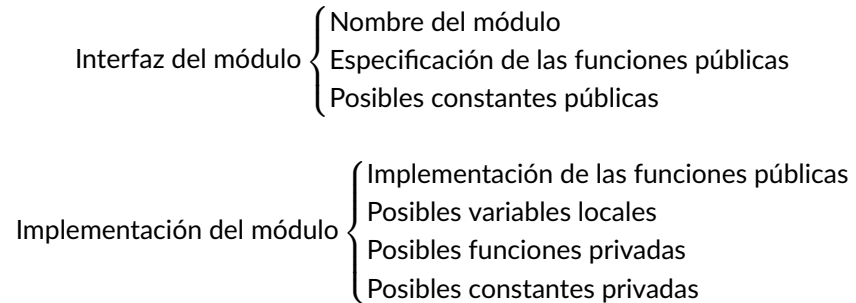 Interfaz del módulo
Nombre del módulo
Especificación de las funciones públicas
Posibles constantes públicas
Implementación del módulo
Implementación de las funciones públicas
Posibles variables locales
Posibles funciones privadas
Posibles constantes privadas